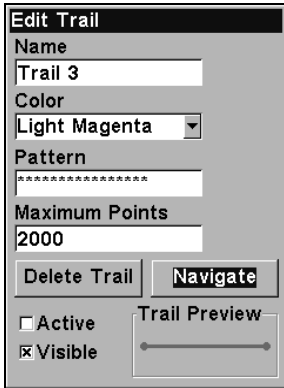 Edit Trail
Name
Trail 3
Color
Light Magenta
Pattern
***************
Maximum Points
2000
Delete Trail Navigate
Active
Visible
Trail Preview